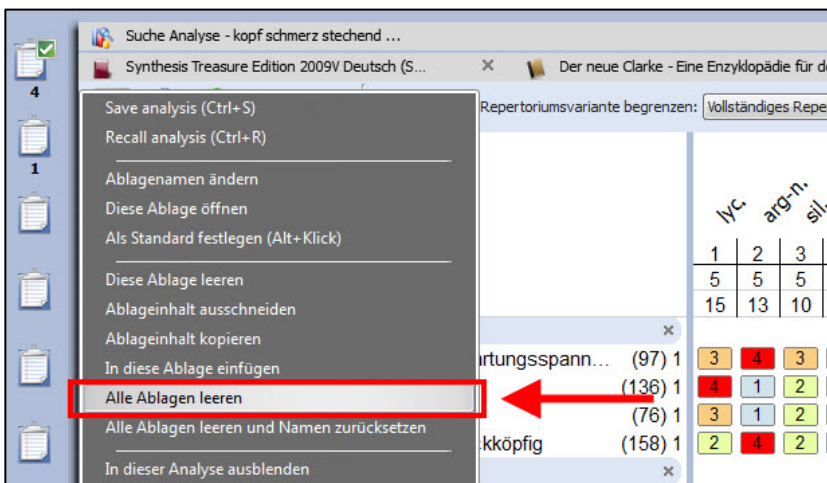 Suche Analyse - kopf schmerz stechend ...
Synthesis Treasure Edition 2009V Deutsch (S...
Der neue Clarke - Eine Enzyklopädie für
4
Save analysis (Ctrl+S)
Repertoriumsvariante begrenzen: Vollständiges
Recall analysis (Ctrl+R)
1
Ablagenamen ändern
Diese Ablage öffnen
Als Standard festlegen (Alt+Klick)
lyc. arg-n. sil.
1 2 3
5 5 5
15 13 10
Diese Ablage leeren
Ablageinhalt ausschneiden
Ablageinhalt kopieren
In diese Ablage einfügen
rtungsspann... (97) 1 3 4 3
Alle Ablagen leeren
(136) 1 4 1 2
(76) 1 3 1 2
Alle Ablagen leeren und Namen zurücksetzen
ckköpfig (158) 1 2 4 2
In dieser Analyse ausblenden